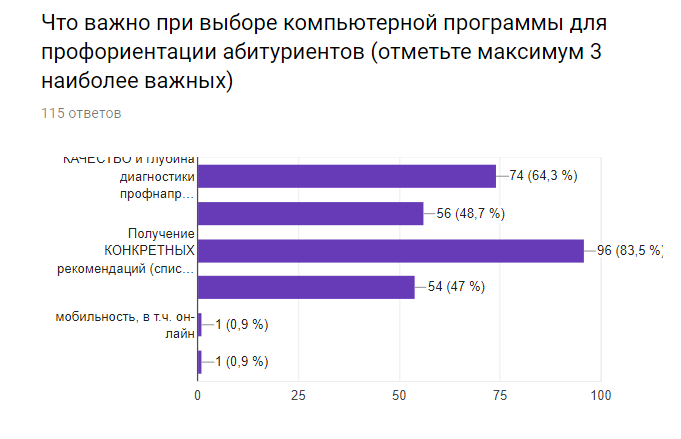 Что важно при выборе компьютерной программы для
профориентации абитуриентов (отметьте максимум 3
наиболее важных)
115 ответов
КАЧЕСТВО и глубина
диагностики
профнапр…
74 (64,3 %)
56 (48,7 %)
Получение
КОНКРЕТНЫХ
рекомендаций (спис…
96 (83,5 %)
54 (47 %)
мобильность, в т.ч. он-
лайн
1 (0,9 %)
1 (0,9 %)
0 25 50 75 100